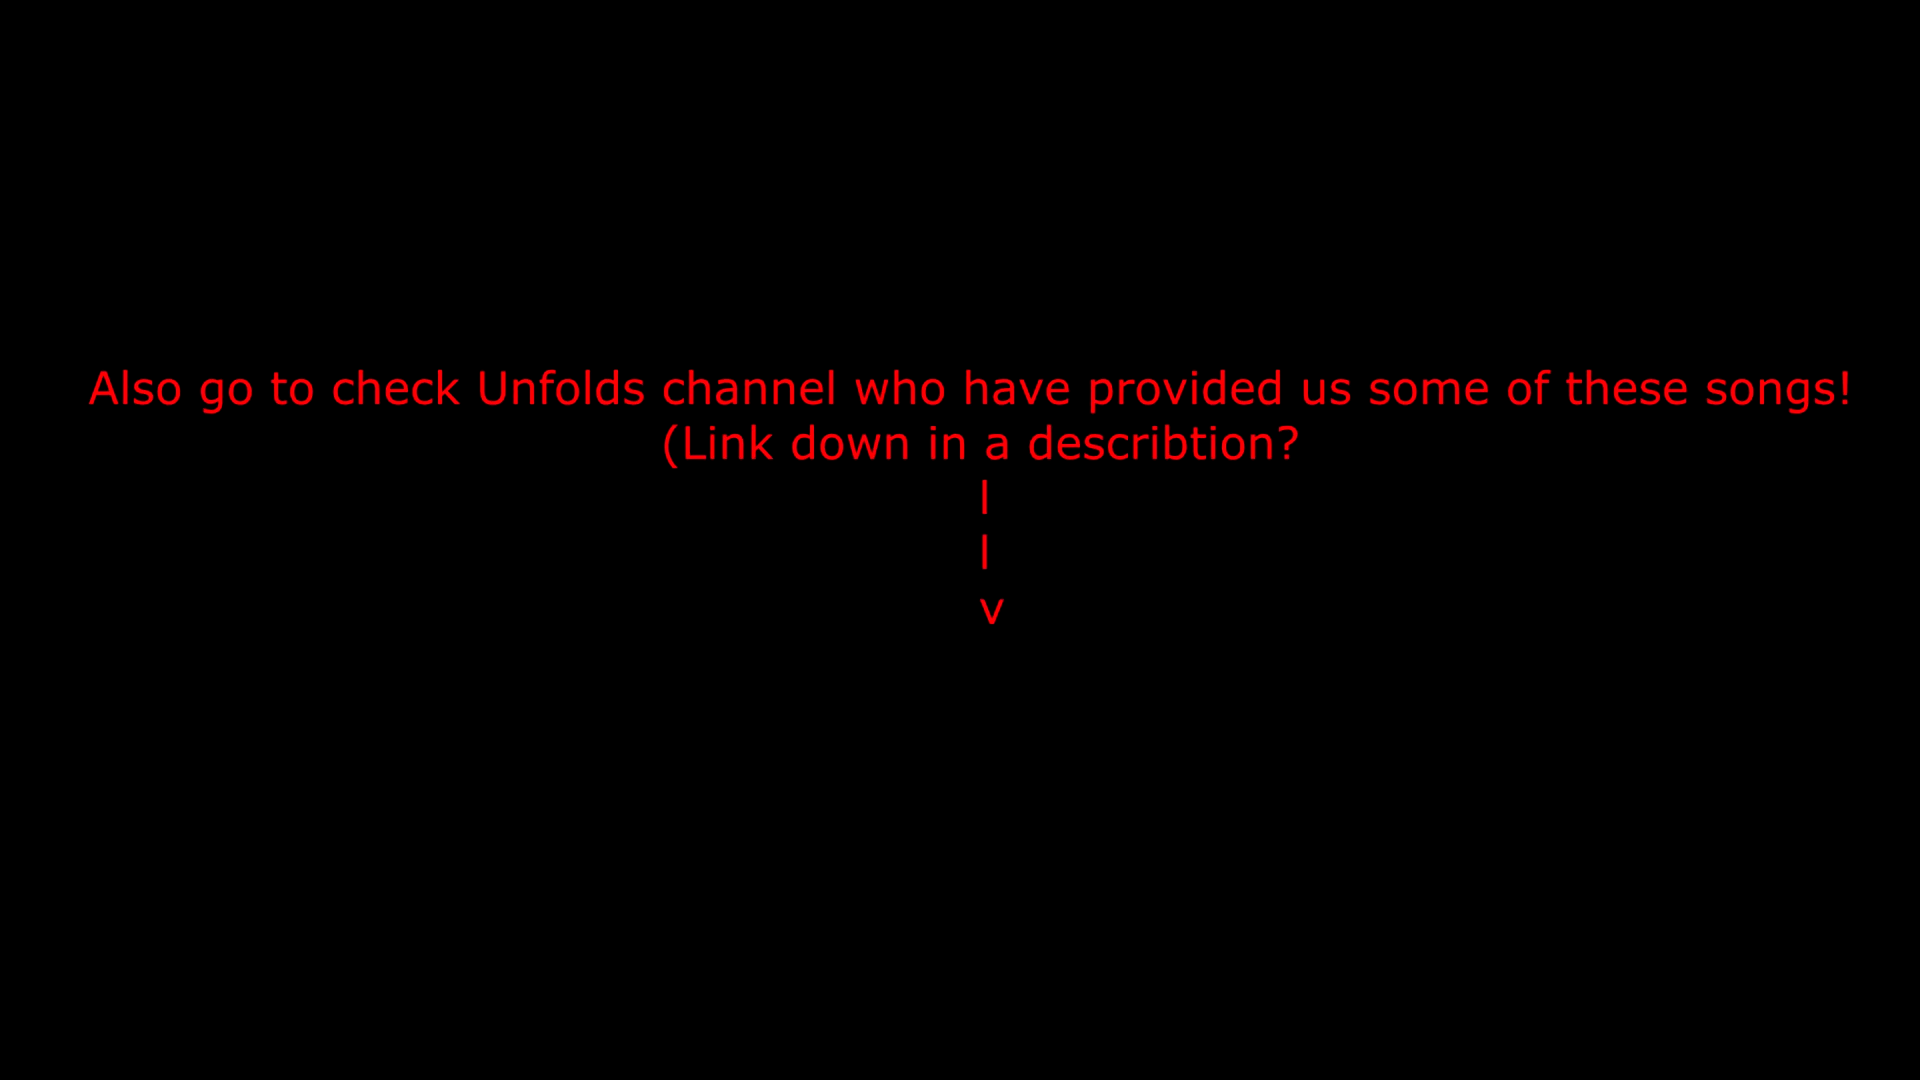 Also go to check Unfolds channel who have provided us some of these songs!
(Link down in a describtion?
|
|
v